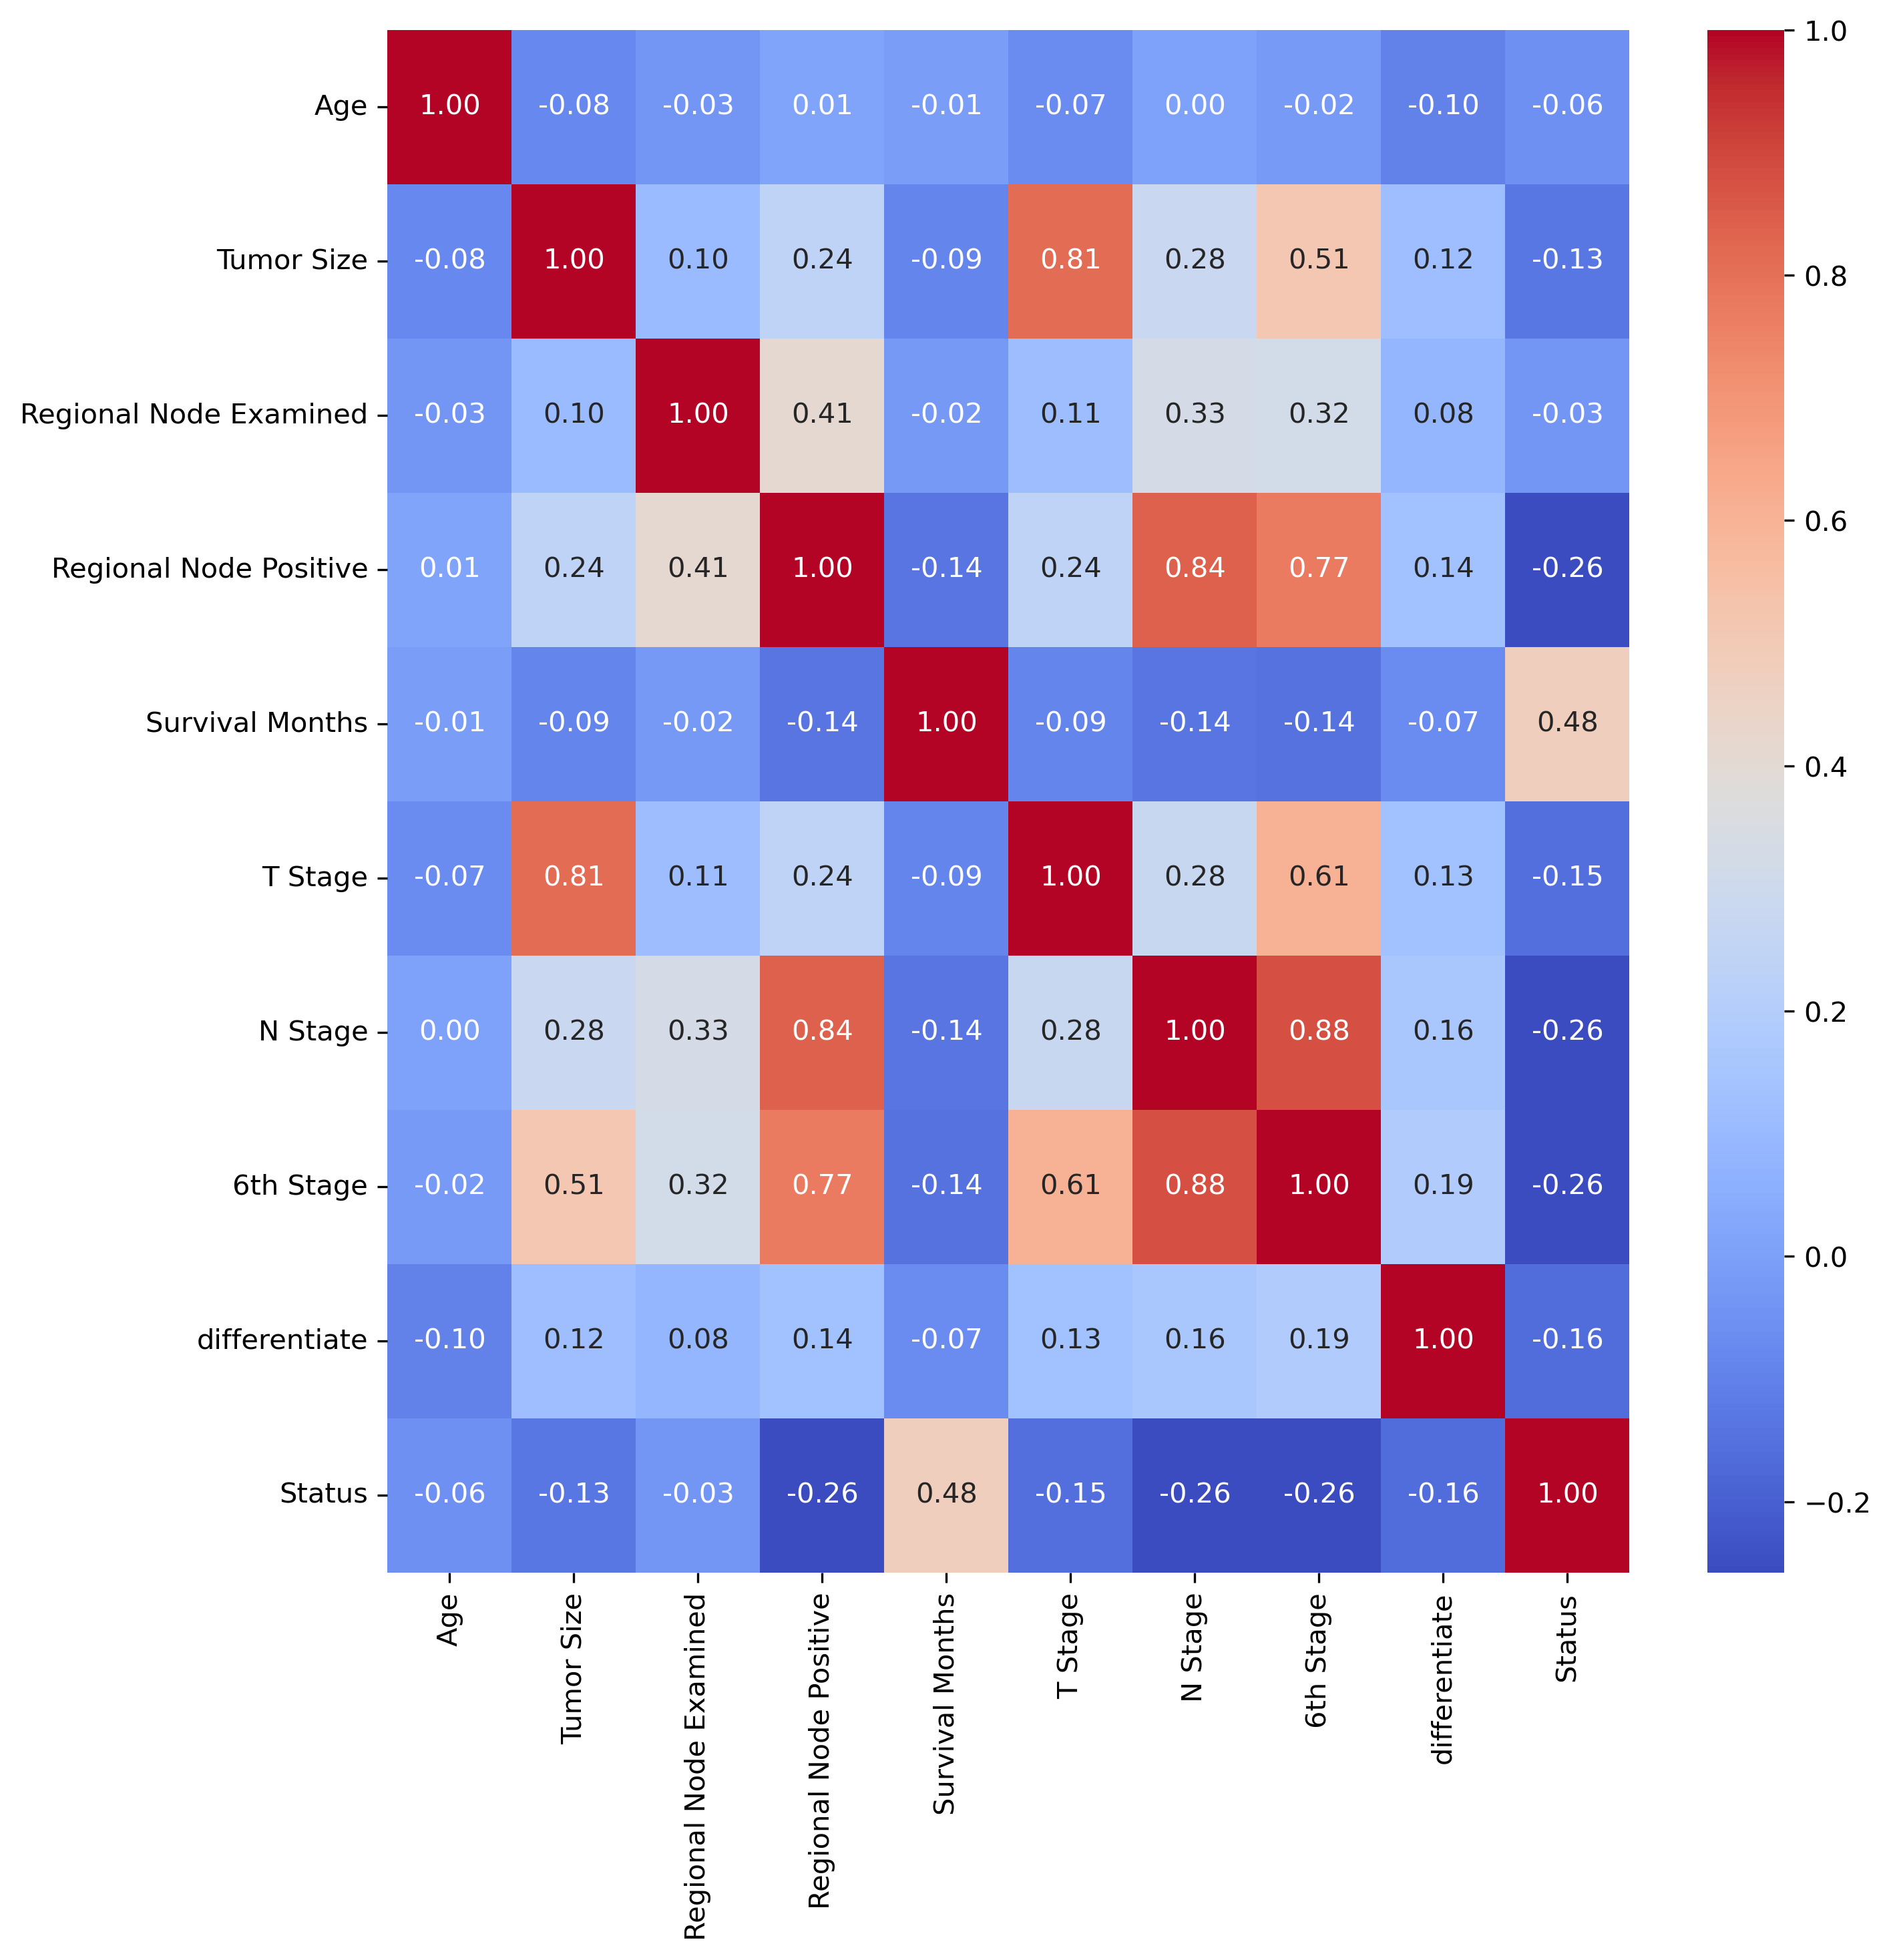 Age 1.00 -0.08 -0.03 0.01 -0.01 -0.07 0.00 -0.02 -0.10 -0.06
Tumor Size -0.08 1.00 0.10 0.24 -0.09 0.81 0.28 0.51 0.12 -0.13
Regional Node Examined -0.03 0.10 1.00 0.41 -0.02 0.11 0.33 0.32 0.08 -0.03
Regional Node Positive 0.01 0.24 0.41 1.00 -0.14 0.24 0.84 0.77 0.14 -0.26
Survival Months -0.01 -0.09 -0.02 -0.14 1.00 -0.09 -0.14 -0.14 -0.07 0.48
T Stage -0.07 0.81 0.11 0.24 -0.09 1.00 0.28 0.61 0.13 -0.15
N Stage 0.00 0.28 0.33 0.84 -0.14 0.28 1.00 0.88 0.16 -0.26
6th Stage -0.02 0.51 0.32 0.77 -0.14 0.61 0.88 1.00 0.19 -0.26
differentiate -0.10 0.12 0.08 0.14 -0.07 0.13 0.16 0.19 1.00 -0.16
Status -0.06 -0.13 -0.03 -0.26 0.48 -0.15 -0.26 -0.26 -0.16 1.00
Age
Tumor Size
Regional Node Examined
Regional Node Positive
Survival Months
T Stage
N Stage
6th Stage
differentiate
Status
1.0
0.8
0.6
0.4
0.2
0.0
−0.2